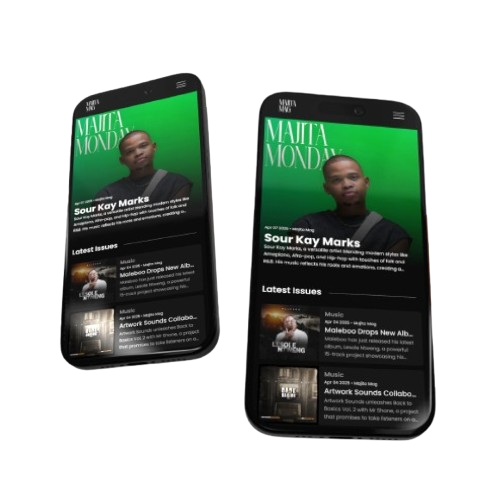 MAJITA
MAG
MAJITA
MONDAY
Apr 07 2025 • Majita Mag
Sour Kay Marks
Sour Kay Marks, a versatile artist blending modern styles like
Amapiano, Afro-pop, and Hip-hop with touches of folk and
R&B. His music reflects his roots and emotions, creating a...
Latest Issues
Music
Apr 04 2025 • Majita Mag
Maleboo Drops New Alb...
Maleboo has just released his latest
album, Lesole Mowing, a powerful
15-track project showcasing his...
Music
Apr 04 2025 • Majita Mag
Artwork Sounds Collabo...
Artwork Sounds unleashes Back to
Basics Vol. 2 with Mr Shane, a project
that promises to take listeners on a...
MAJITA
MAG
MAJITA
MONDAY
Apr 07 2025 • Majita Mag
Sour Kay Marks
Sour Kay Marks, a versatile artist blending modern styles like
Amapiano, Afro-pop, and Hip-hop with touches of folk and
R&B. His music reflects his roots and emotions, creating a...
Latest Issues
Music
Apr 04 2025 • Majita Mag
Maleboo Drops New Alb...
Maleboo has just released his latest
album, Lesole Mowing, a powerful
15-track project showcasing his...
Music
Apr 04 2025 • Majita Mag
Artwork Sounds Collabo...
Artwork Sounds unleashes Back to
Basics Vol. 2 with Mr Shane, a project
that promises to take listeners on a...